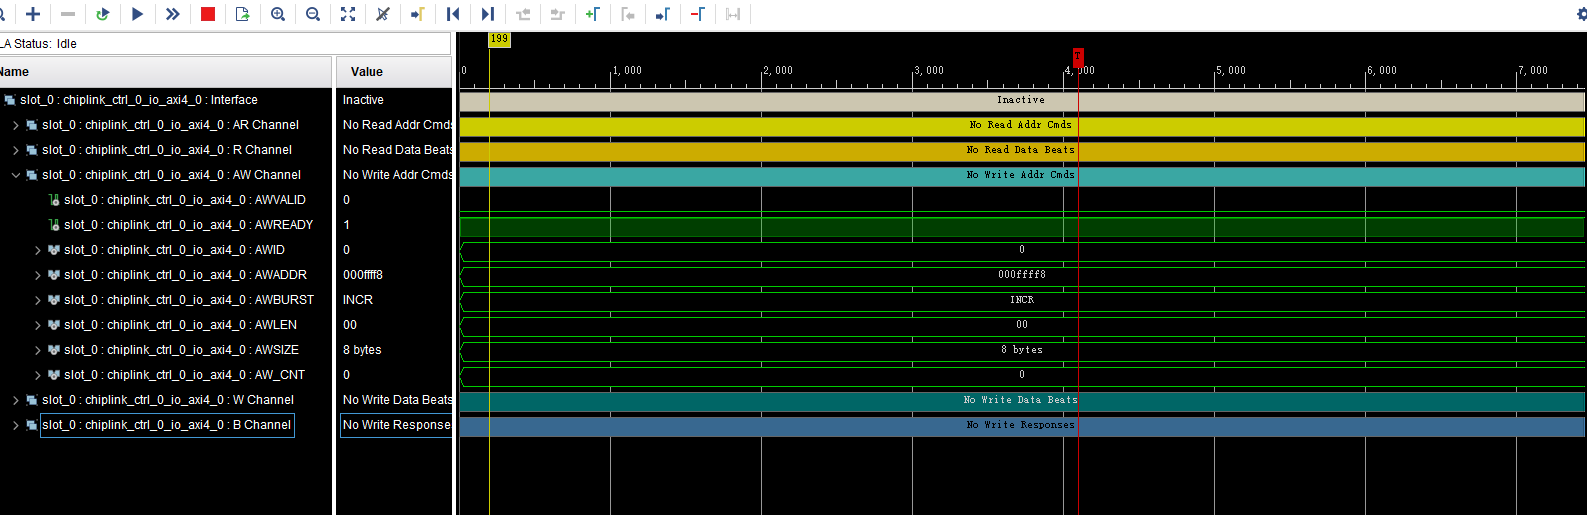 LA Status: Idle
Name Value
199
0 1,000 2,000 3,000 4,000 5,000 6,000 7,000
slot_0 : chiplink_ctrl_0_io_axi4_0 : Interface Inactive Inactive
slot_0 : chiplink_ctrl_0_io_axi4_0 : AR Channel No Read Addr Cmds No Read Addr Cmds
slot_0 : chiplink_ctrl_0_io_axi4_0 : R Channel No Read Data Beats No Read Data Beats
slot_0 : chiplink_ctrl_0_io_axi4_0 : AW Channel No Write Addr Cmds No Write Addr Cmds
slot_0 : chiplink_ctrl_0_io_axi4_0 : AWVALID 0
slot_0 : chiplink_ctrl_0_io_axi4_0 : AWREADY 1
slot_0 : chiplink_ctrl_0_io_axi4_0 : AWID 0 0
slot_0 : chiplink_ctrl_0_io_axi4_0 : AWADDR 000ffff8 000ffff8
slot_0 : chiplink_ctrl_0_io_axi4_0 : AWBURST INCR INCR
slot_0 : chiplink_ctrl_0_io_axi4_0 : AWLEN 00 00
slot_0 : chiplink_ctrl_0_io_axi4_0 : AWSIZE 8 bytes 8 bytes
slot_0 : chiplink_ctrl_0_io_axi4_0 : AW_CNT 0 0
slot_0 : chiplink_ctrl_0_io_axi4_0 : W Channel No Write Data Beats No Write Data Beats
slot_0 : chiplink_ctrl_0_io_axi4_0 : B Channel No Write Responses No Write Responses